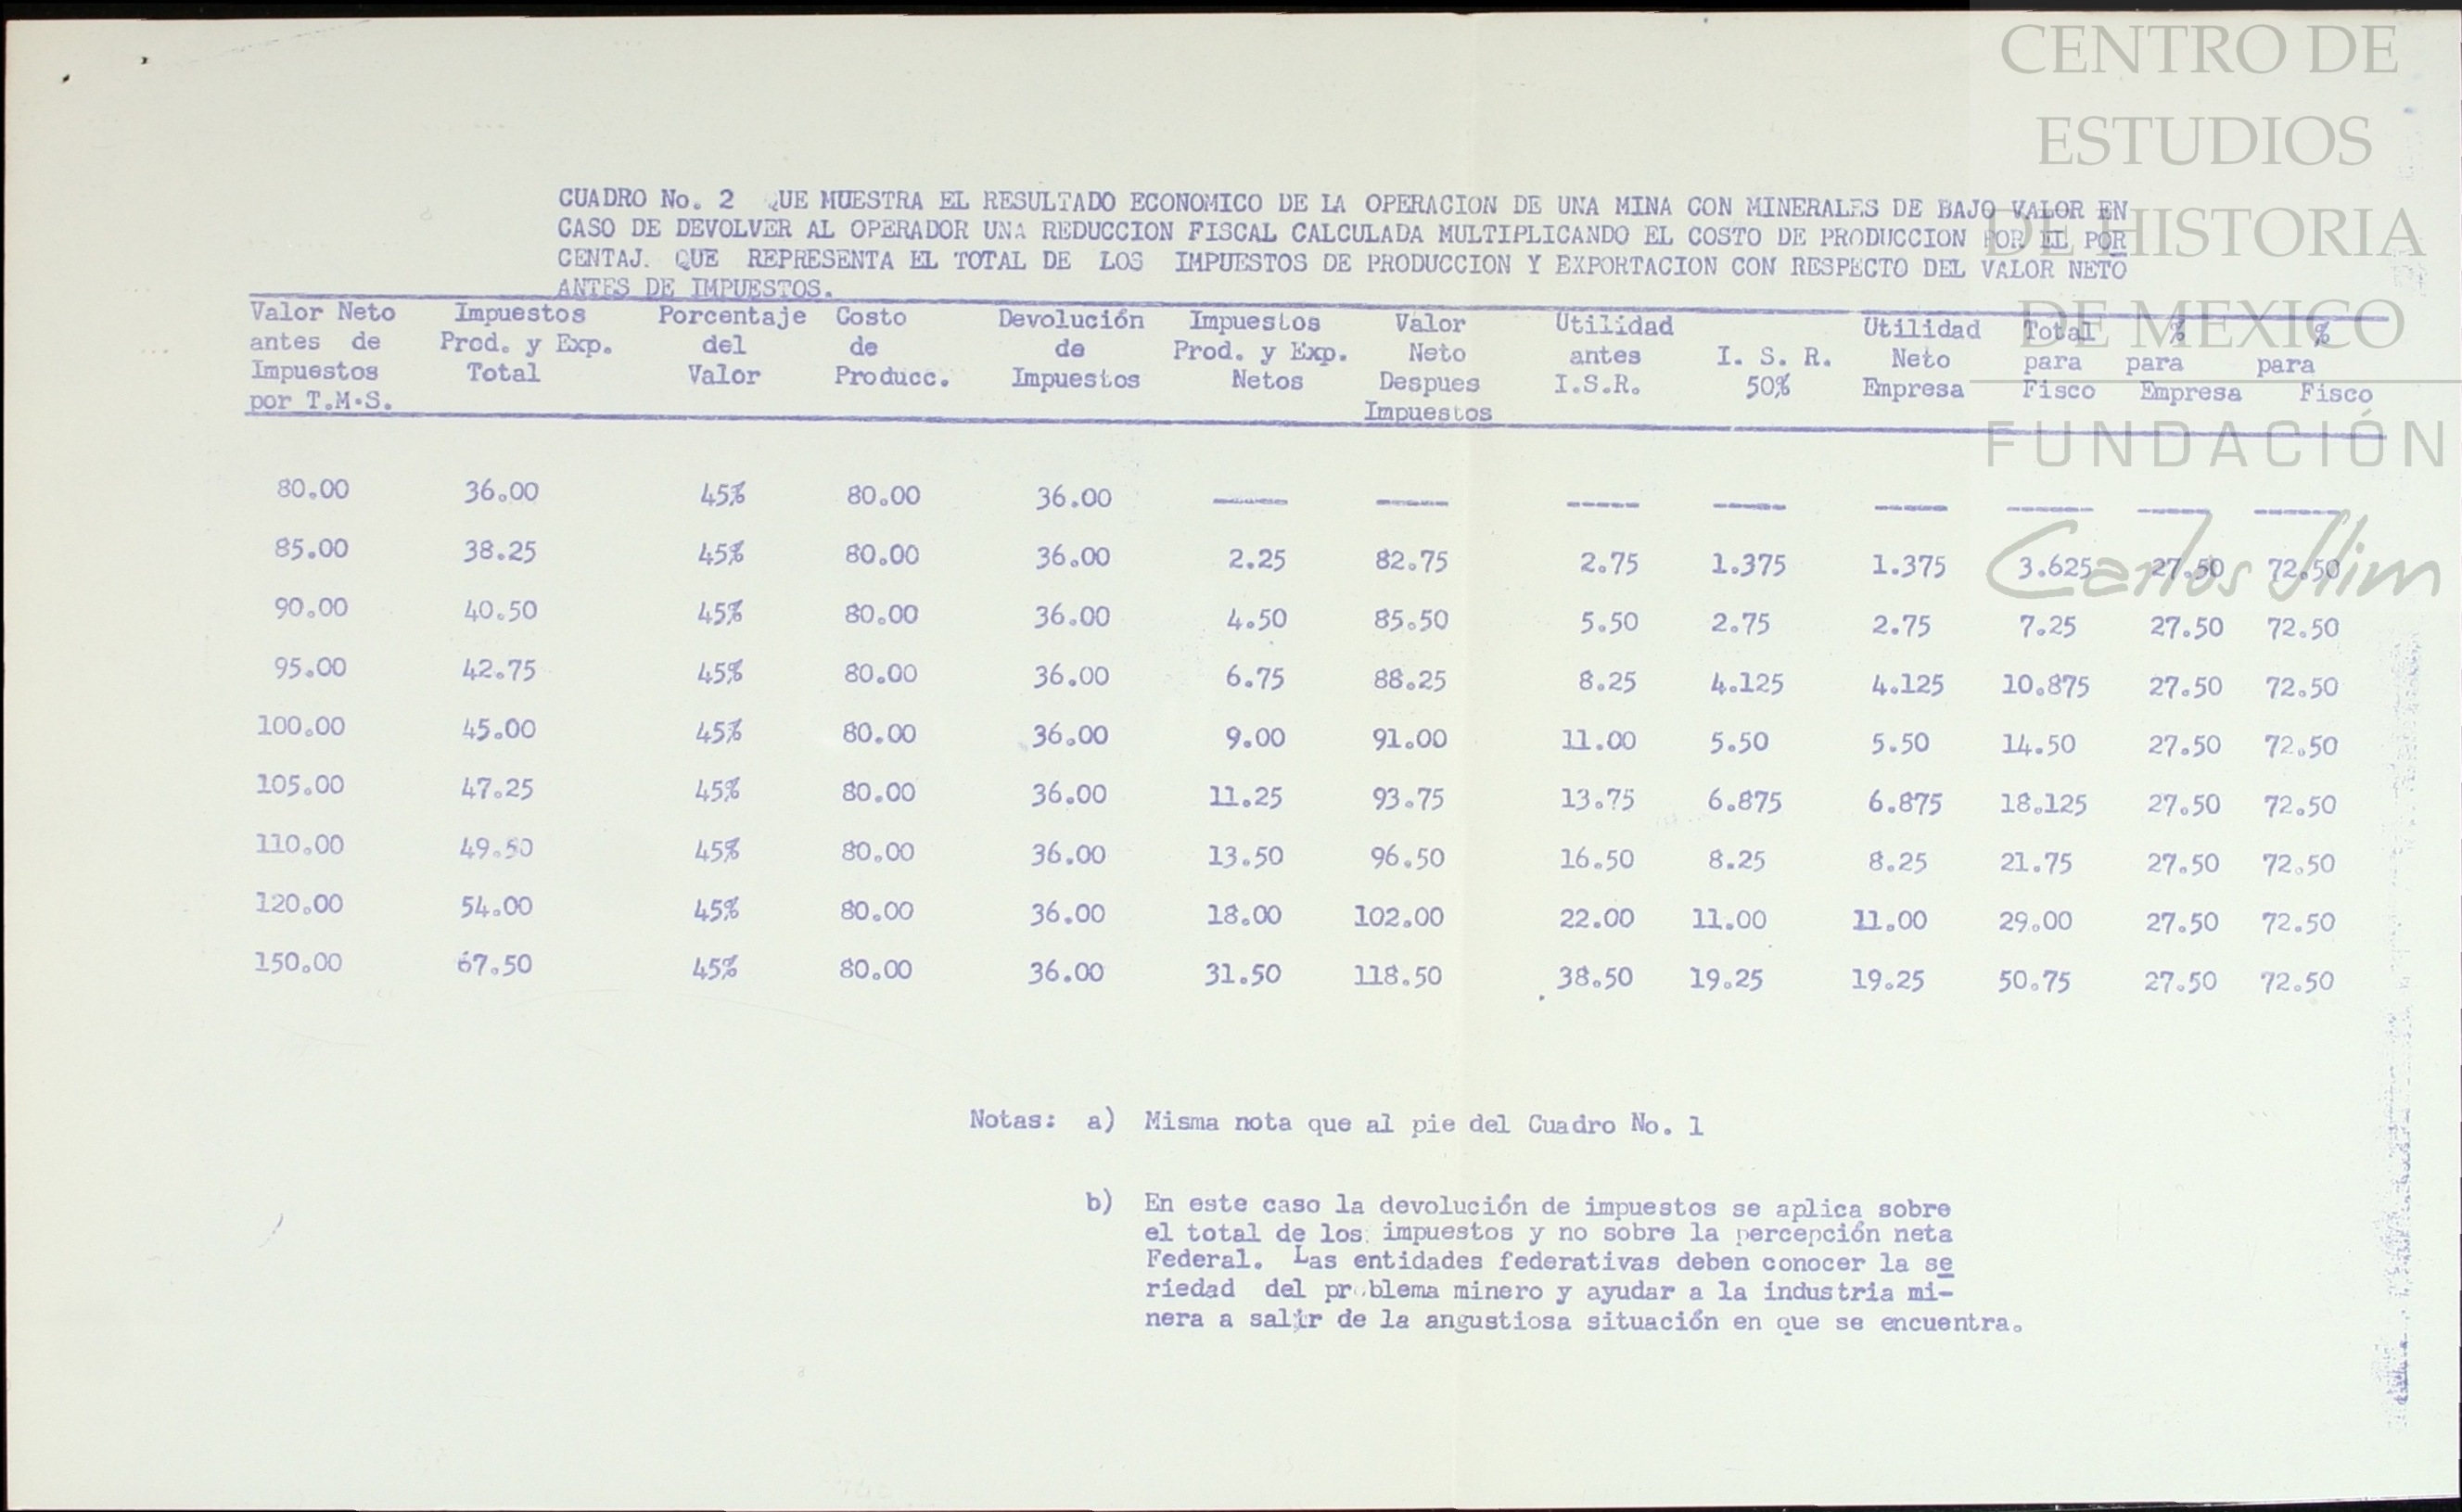 CENTRO DE
ESTUDIOS
DE HISTORIA
DE MEXICO
FUNDACIÓN
Carlos Slim
CUADRO No. 2 QUE MUESTRA EL RESULTADO ECONOMICO DE LA OPERACION DE UNA MINA CON MINERALES DE BAJO VALOR EN
CASO DE DEVOLVER AL OPERADOR UNA REDUCCION FISCAL CALCULADA MULTIPLICANDO EL COSTO DE PRODUCCION POR EL POR
CENTAJ. QUE REPRESENTA EL TOTAL DE LOS IMPUESTOS DE PRODUCCION Y EXPORTACION CON RESPECTO DEL VALOR NETO
ANTES DE IMPUESTOS.
Valor Neto Impuestos Porcentaje Costo Devolución Impuestos Valor Utilidad Utilidad Total % %
antes de Prod. y Exp. del de de Prod. y Exp. Neto antes I. S. R. Neto para para para
Impuestos Total Valor Producc. Impuestos Netos Despues I.S.R. 50% Empresa Fisco Empresa Fisco
por T.M.S. Impuestos
80.00 36.00 45% 80.00 36.00 ----- ----- ----- ----- ----- ------ ----- ------
85.00 38.25 45% 80.00 36.00 2.25 82.75 2.75 1.375 1.375 3.625 27.50 72.50
90.00 40.50 45% 80.00 36.00 4.50 85.50 5.50 2.75 2.75 7.25 27.50 72.50
95.00 42.75 45% 80.00 36.00 6.75 88.25 8.25 4.125 4.125 10.875 27.50 72.50
100.00 45.00 45% 80.00 36.00 9.00 91.00 11.00 5.50 5.50 14.50 27.50 72.50
105.00 47.25 45% 80.00 36.00 11.25 93.75 13.75 6.875 6.875 18.125 27.50 72.50
110.00 49.50 45% 80.00 36.00 13.50 96.50 16.50 8.25 8.25 21.75 27.50 72.50
120.00 54.00 45% 80.00 36.00 18.00 102.00 22.00 11.00 11.00 29.00 27.50 72.50
150.00 67.50 45% 80.00 36.00 31.50 118.50 38.50 19.25 19.25 50.75 27.50 72.50
Notas: a) Misma nota que al pie del Cuadro No. 1
b) En este caso la devolución de impuestos se aplica sobre
el total de los impuestos y no sobre la percepción neta
Federal. Las entidades federativas deben conocer la se
riedad del problema minero y ayudar a la industria mi-
nera a salir de la angustiosa situación en que se encuentra.